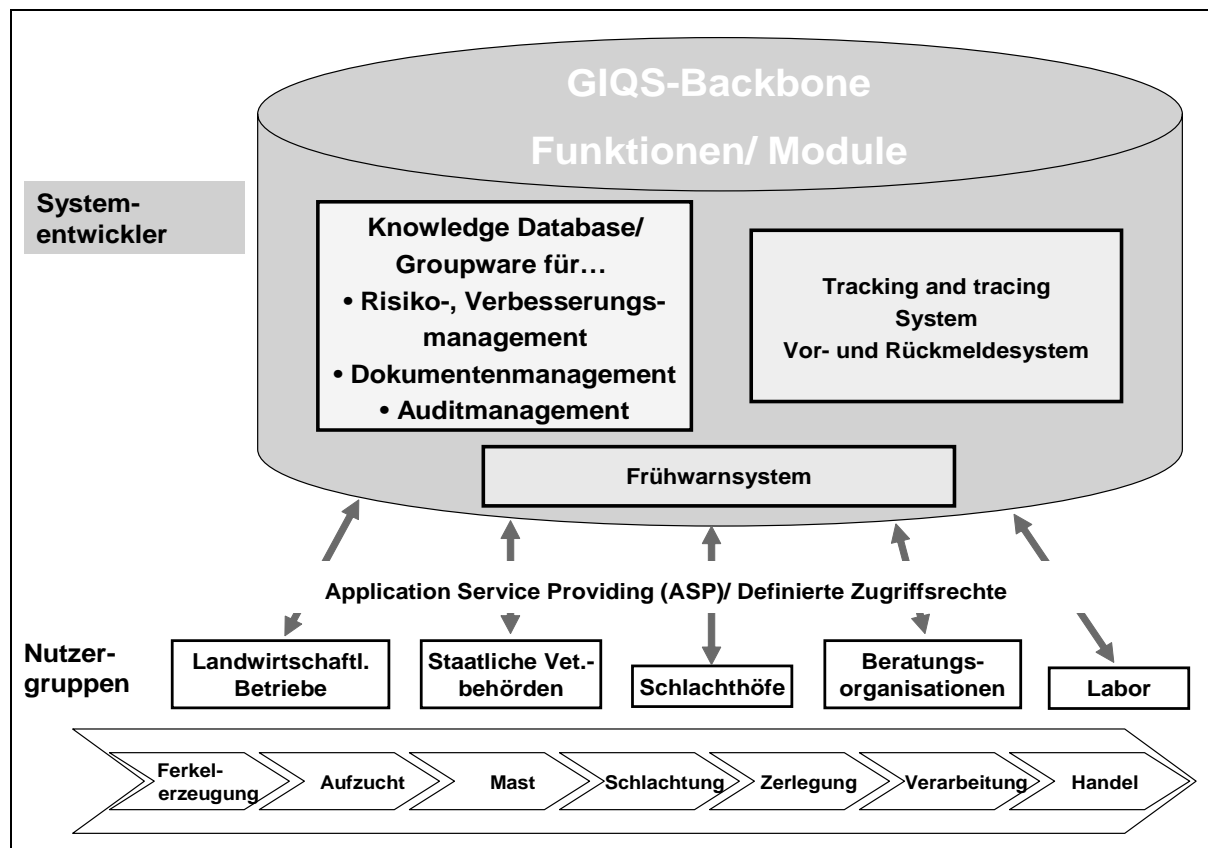 GIQS-Backbone
Funktionen/ Module
System-
entwickler
Knowledge Database/
Groupware für…
• Risiko-, Verbesserungs-
management
• Dokumentenmanagement
• Auditmanagement
Tracking and tracing
System
Vor- und Rückmeldesystem
Frühwarnsystem
Application Service Providing (ASP)/ Definierte Zugriffsrechte
Nutzer-
gruppen
Landwirtschaftl.
Betriebe
Staatliche Vet.-
behörden
Schlachthöfe
Beratungs-
organisationen
Labor
Ferkel-
erzeugung
Aufzucht
Mast
Schlachtung
Zerlegung
Verarbeitung
Handel